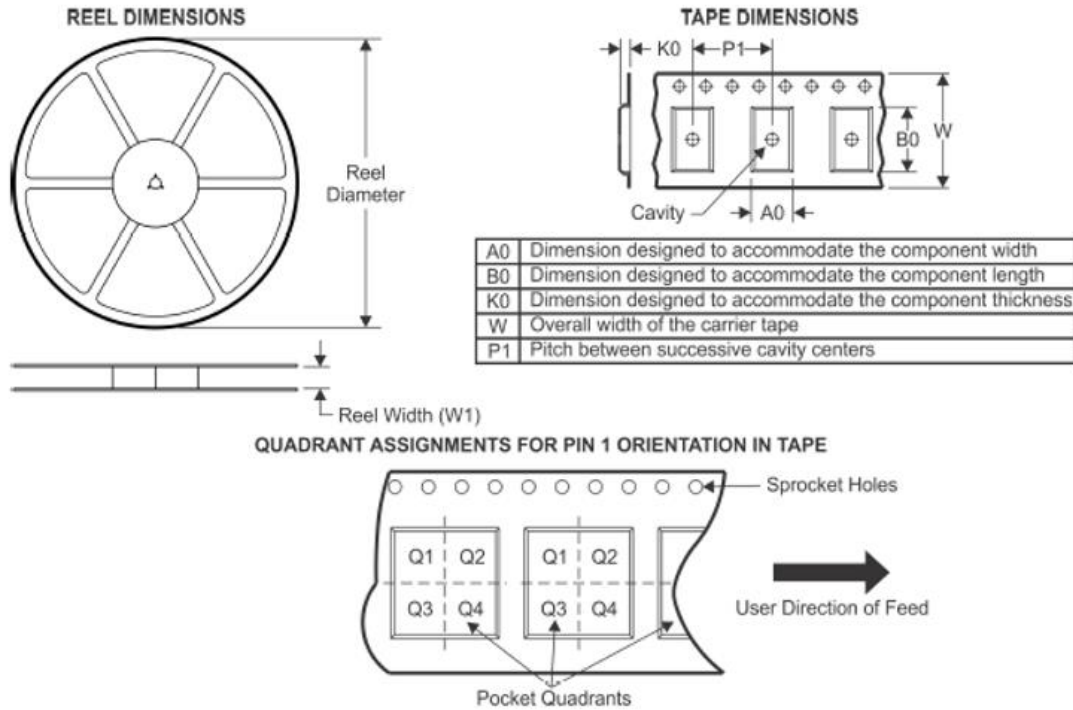 REEL DIMENSIONS
Reel
Diameter
Reel Width (W1)
TAPE DIMENSIONS
K0
P1
B0
W
Cavity
A0
A0 Dimension designed to accommodate the component width
B0 Dimension designed to accommodate the component length
K0 Dimension designed to accommodate the component thickness
W Overall width of the carrier tape
P1 Pitch between successive cavity centers
QUADRANT ASSIGNMENTS FOR PIN 1 ORIENTATION IN TAPE
Sprocket Holes
Q1 Q2 Q1 Q2
Q3 Q4 Q3 Q4
User Direction of Feed
Pocket Quadrants